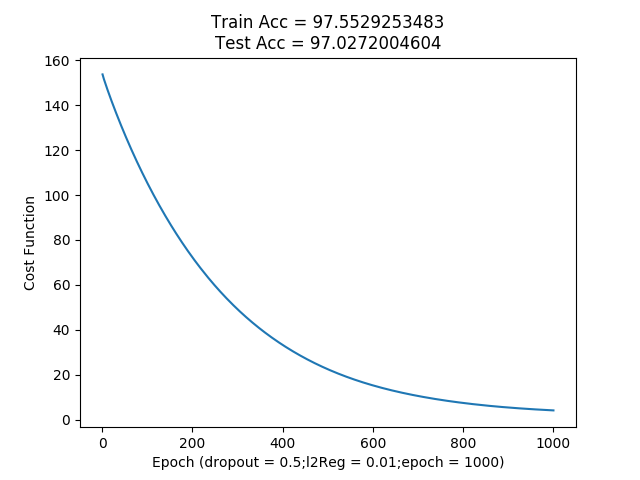 Train Acc = 97.5529253483
Test Acc = 97.0272004604
160
140
120
100
80
60
40
20
0
Cost Function
0 200 400 600 800 1000
Epoch (dropout = 0.5;l2Reg = 0.01;epoch = 1000)